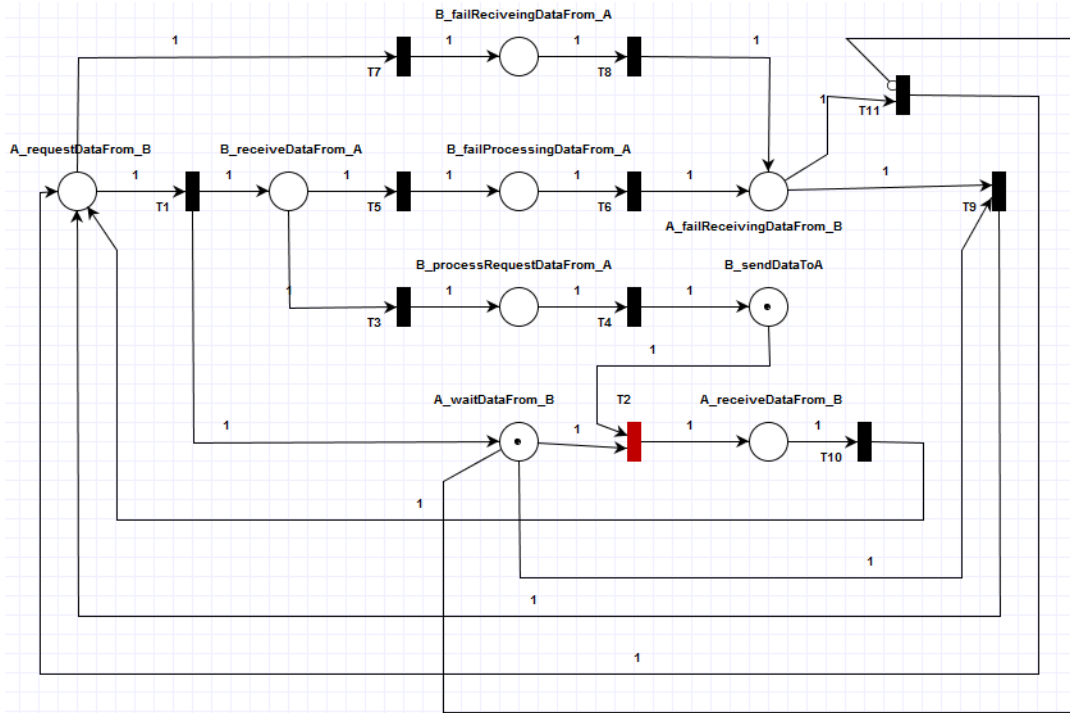 B_failReciveingDataFrom_A
1
1
1
1
T7
T8
1
T11
A_requestDataFrom_B
B_receiveDataFrom_A
B_failProcessingDataFrom_A
1
1
1
1
1
1
T1
T5
T6
T9
A_failReceivingDataFrom_B
B_processRequestDataFrom_A
B_sendDataToA
1
1
1
1
T3
T4
1
A_waitDataFrom_B
T2
A_receiveDataFrom_B
1
1
1
1
T10
1
1
1
1